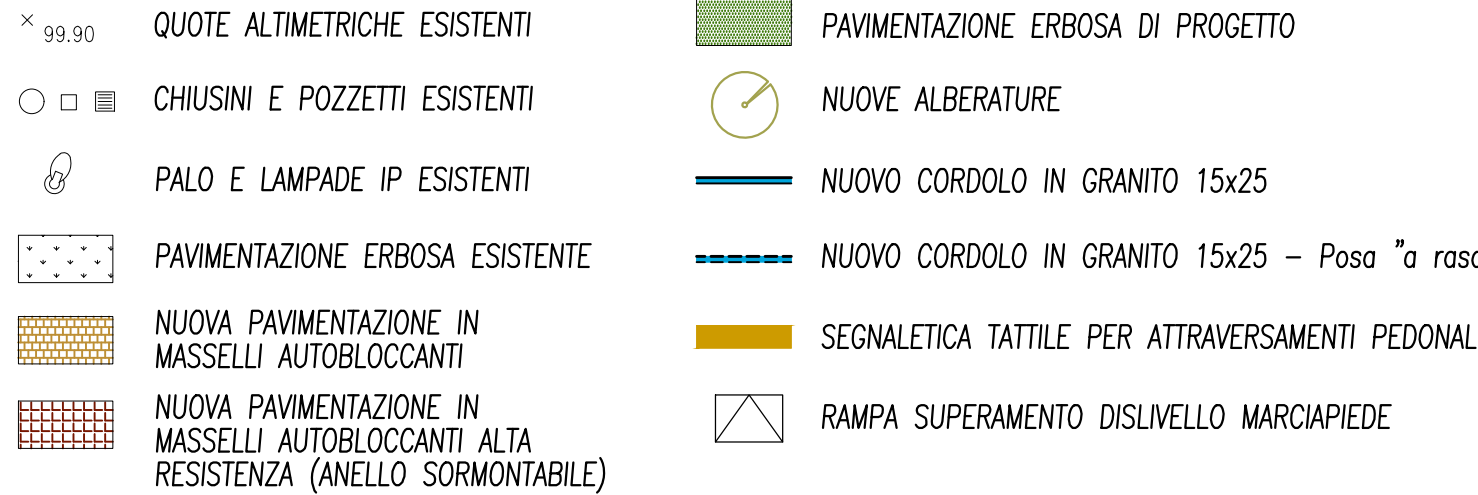 99.90
QUOTE ALTIMETRICHE ESISTENTI
CHIUSINI E POZZETTI ESISTENTI
PALO E LAMPADE IP ESISTENTI
PAVIMENTAZIONE ERBOSA ESISTENTE
NUOVA PAVIMENTAZIONE IN
MASSELLI AUTOBLOCCANTI
NUOVA PAVIMENTAZIONE IN
MASSELLI AUTOBLOCCANTI ALTA
RESISTENZA (ANELLO SORMONTABILE)
PAVIMENTAZIONE ERBOSA DI PROGETTO
NUOVE ALBERATURE
NUOVO CORDOLO IN GRANITO 15x25
NUOVO CORDOLO IN GRANITO 15x25 – Posa "a raso
SEGNALETICA TATTILE PER ATTRAVERSAMENTI PEDONAL
RAMPA SUPERAMENTO DISLIVELLO MARCIAPIEDE